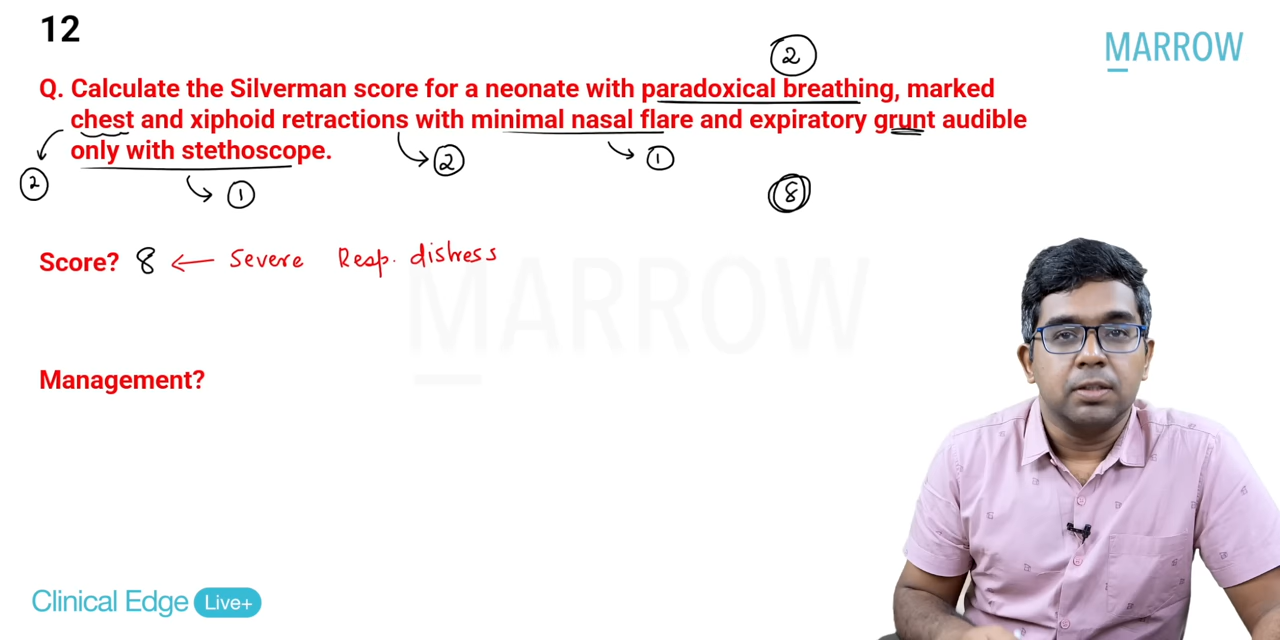 12
MARROW
2
Q. Calculate the Silverman score for a neonate with paradoxical breathing, marked
chest and xiphoid retractions with minimal nasal flare and expiratory grunt audible
only with stethoscope.
2
1
2
1
8
Score? 8 ← Severe Resp. distress
MARROW
Management?
Clinical Edge Live+